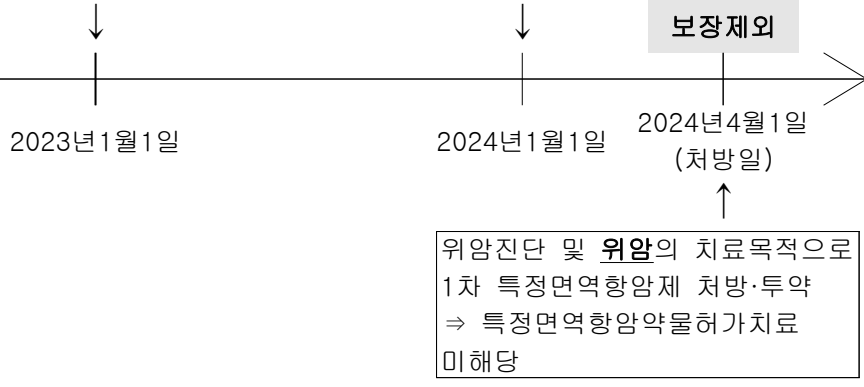 보장제외
2023년1월1일
2024년1월1일
2024년4월1일
(처방일)
위암진단 및 위암의 치료목적으로
1차 특정면역항암제 처방·투약
⇒ 특정면역항암약물허가치료
미해당